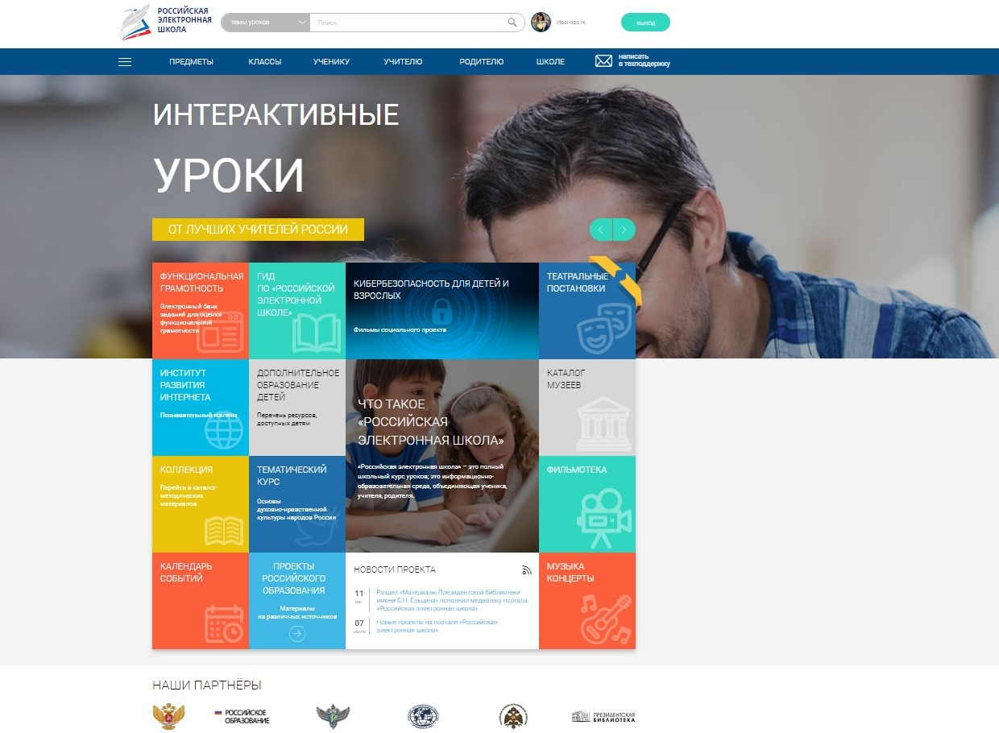 РОССИЙСКАЯ
ЭЛЕКТРОННАЯ
ШКОЛА
темы уроков
Поиск
Иванова Н.
выход
ПРЕДМЕТЫ
КЛАССЫ
УЧЕНИКУ
УЧИТЕЛЮ
РОДИТЕЛЮ
ШКОЛЕ
написать
в техподдержку
ИНТЕРАКТИВНЫЕ
УРОКИ
ОТ ЛУЧШИХ УЧИТЕЛЕЙ РОССИИ
ФУНКЦИОНАЛЬНАЯ
ГРАМОТНОСТЬ
Электронный банк
заданий для оценки
функциональной
грамотности
ГИД
ПО «РОССИЙСКОЙ
ЭЛЕКТРОННОЙ
ШКОЛЕ»
КИБЕРБЕЗОПАСНОСТЬ ДЛЯ ДЕТЕЙ И
ВЗРОСЛЫХ
Фильмы социального проекта
ТЕАТРАЛЬНЫЕ
ПОСТАНОВКИ
ИНСТИТУТ
РАЗВИТИЯ
ИНТЕРНЕТА
Познавательный контент
ДОПОЛНИТЕЛЬНОЕ
ОБРАЗОВАНИЕ
ДЕТЕЙ
Перечень ресурсов,
доступных детям
ЧТО ТАКОЕ
«РОССИЙСКАЯ
ЭЛЕКТРОННАЯ ШКОЛА»
«Российская электронная школа» – это полный
школьный курс уроков; это информационно-
образовательная среда, объединяющая ученика,
учителя, родителя.
КАТАЛОГ
МУЗЕЕВ
КОЛЛЕКЦИЯ
Перейти в каталог
методических
материалов
ТЕМАТИЧЕСКИЙ
КУРС
Основы
духовно-нравственной
культуры народов России
ФИЛЬМОТЕКА
КАЛЕНДАРЬ
СОБЫТИЙ
ПРОЕКТЫ
РОССИЙСКОГО
ОБРАЗОВАНИЯ
Материалы
из различных источников
НОВОСТИ ПРОЕКТА
11
Раздел «Материалы Президентской библиотеки
имени Б.Н. Ельцина» пополнил медиатеку портала
«Российская электронная школа»
07
июля
Новые проекты на портале «Российская
электронная школа»
МУЗЫКА
КОНЦЕРТЫ
НАШИ ПАРТНЁРЫ
РОССИЙСКОЕ
ОБРАЗОВАНИЕ
ПРЕЗИДЕНТСКАЯ
БИБЛИОТЕКА